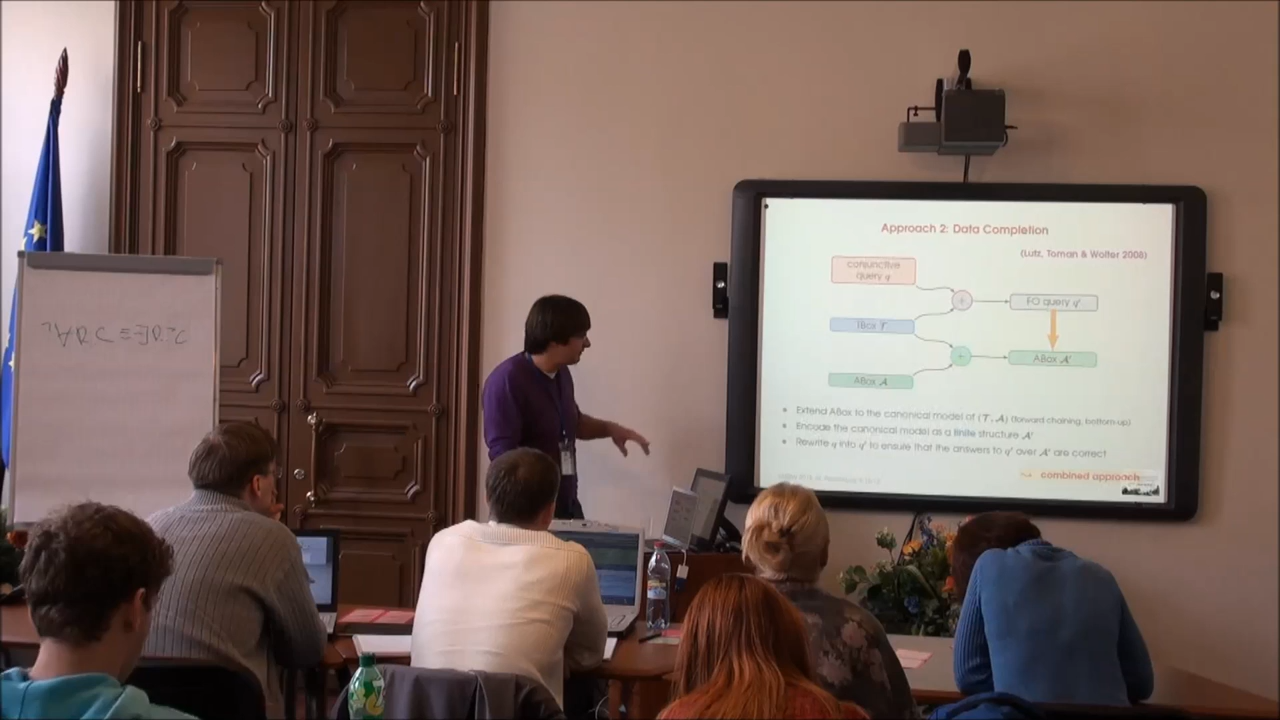 Approach 2: Data Completion
(Lutz, Toman & Wolter 2008)
conjunctive
query q
FO query q'
TBox T
ABox A'
ABox A
Extend ABox to the canonical model of (T, A) (forward chaining, bottom-up)
Encode the canonical model as a finite structure A'
Rewrite q into q' to ensure that the answers to q' over A' are correct
combined approach